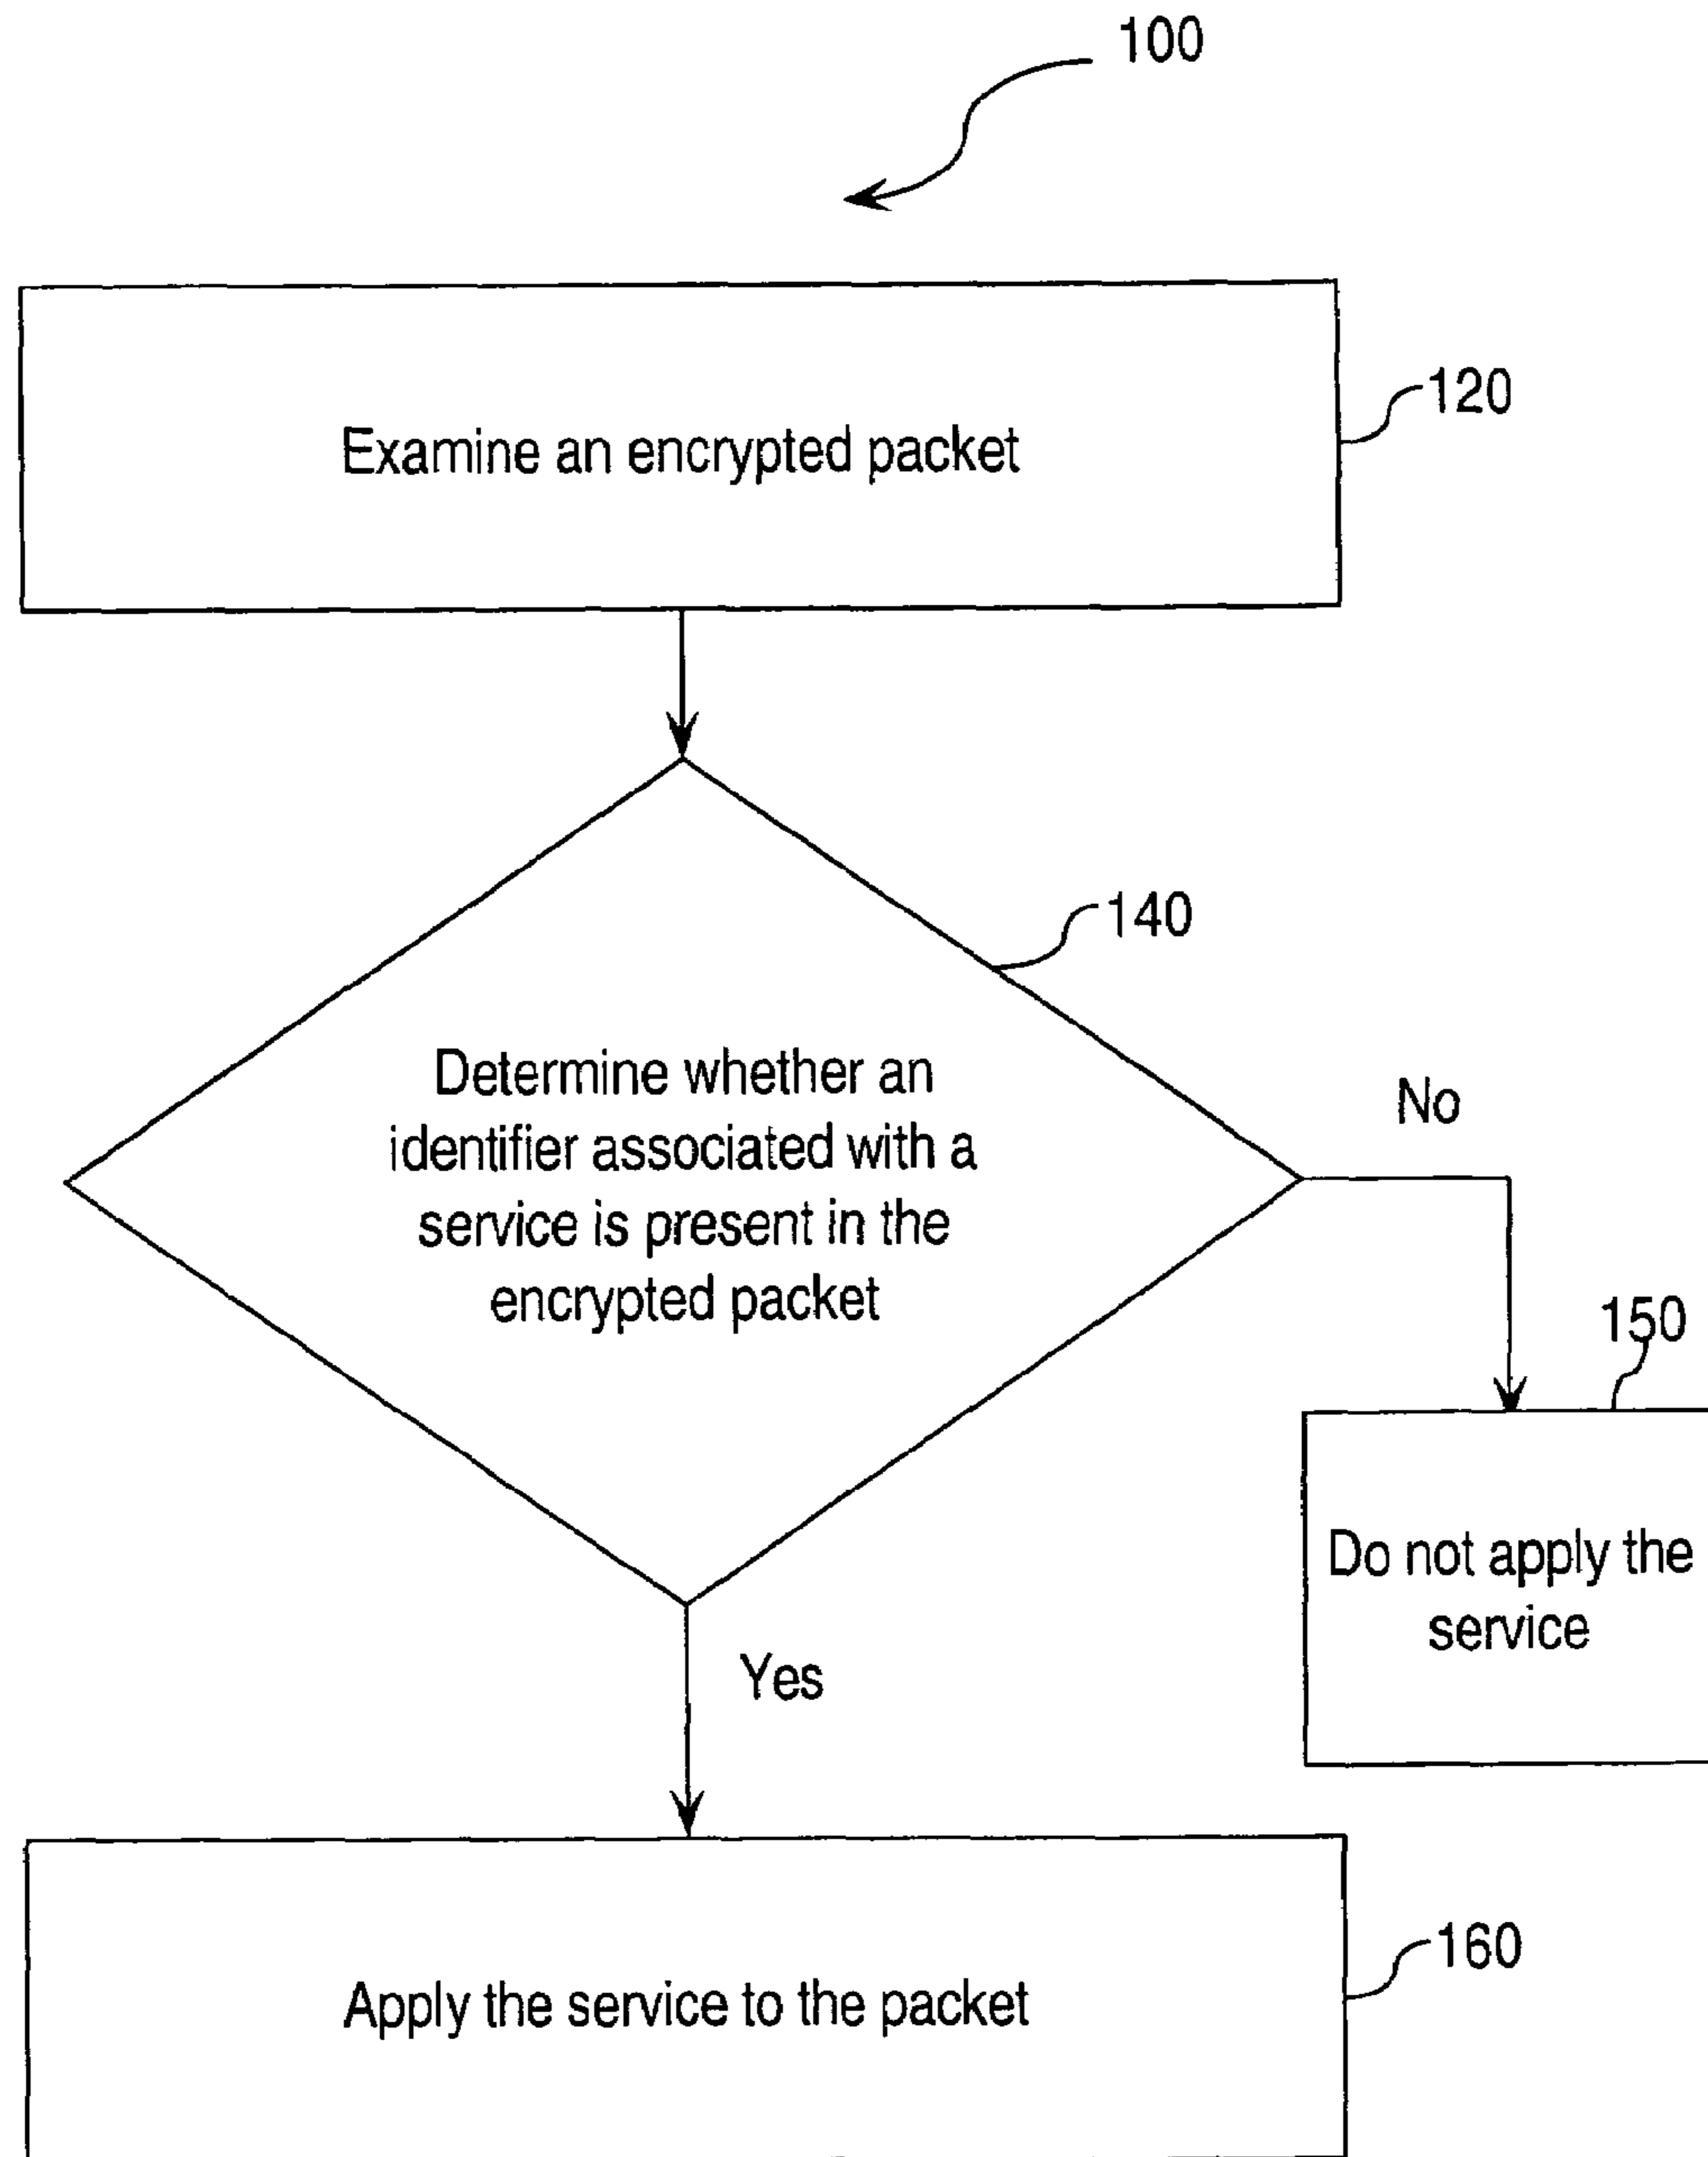 100
Examine an encrypted packet
120
140
Determine whether an
identifier associated with a
service is present in the
encrypted packet
No
150
Do not apply the
service
Yes
Apply the service to the packet
160